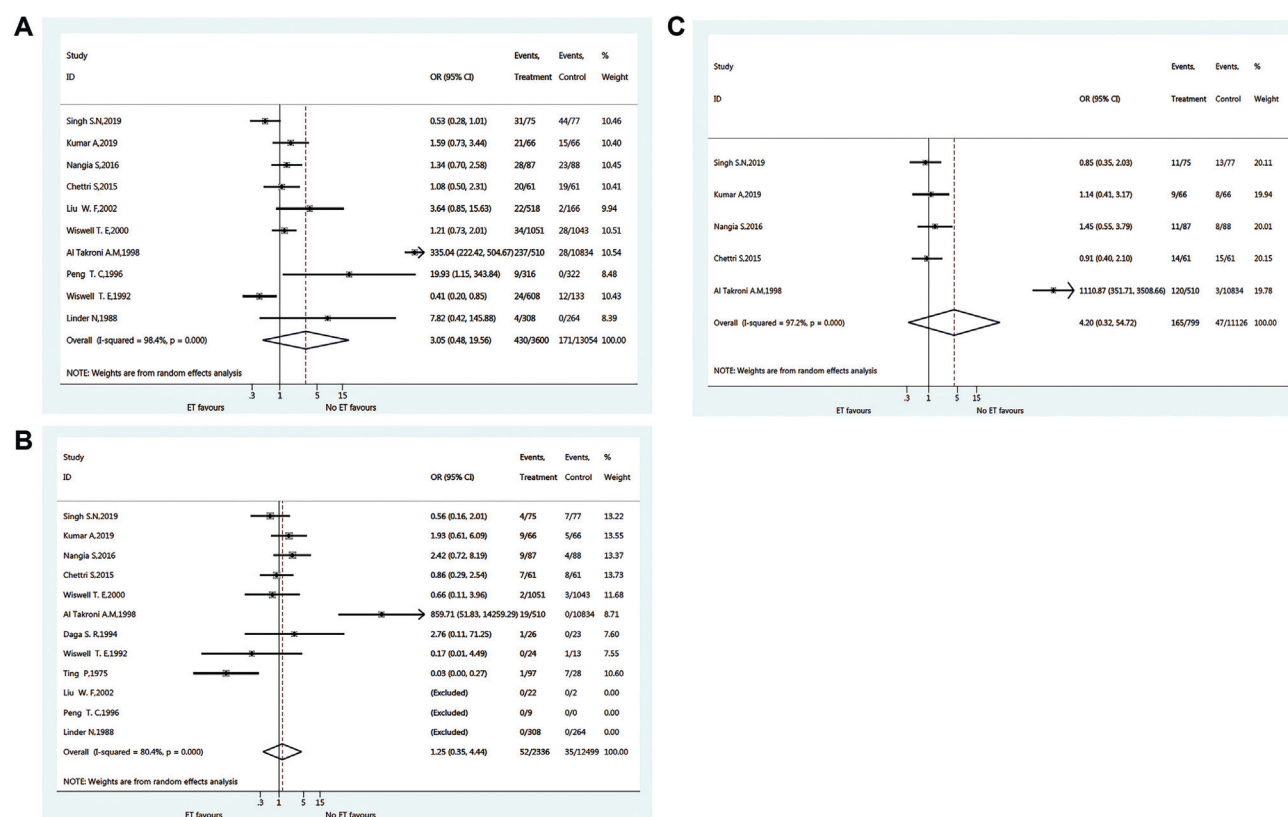 A
Study Events, Events, %
ID OR (95% CI) Treatment Control Weight
Singh S.N,2019 0.53 (0.28, 1.01) 31/75 44/77 10.46
Kumar A,2019 1.59 (0.73, 3.44) 21/66 15/66 10.40
Nangia S,2016 1.34 (0.70, 2.58) 28/87 23/88 10.45
Chettri S,2015 1.08 (0.50, 2.31) 20/61 19/61 10.41
Liu W. F,2002 3.64 (0.85, 15.63) 22/518 2/166 9.94
Wiswell T. E,2000 1.21 (0.73, 2.01) 34/1051 28/1043 10.51
Al Takroni A.M,1998 335.04 (222.42, 504.67) 237/510 28/10834 10.54
Peng T. C,1996 19.93 (1.15, 343.84) 9/316 0/322 8.48
Wiswell T. E,1992 0.41 (0.20, 0.85) 24/608 12/133 10.43
Linder N,1988 7.82 (0.42, 145.88) 4/308 0/264 8.39
Overall (I-squared = 98.4%, p = 0.000) 3.05 (0.48, 19.56) 430/3600 171/13054 100.00
NOTE: Weights are from random effects analysis
.3 1 5 15
ET favours No ET favours
C
Study Events, Events, %
ID OR (95% CI) Treatment Control Weight
Singh S.N,2019 0.85 (0.35, 2.03) 11/75 13/77 20.11
Kumar A,2019 1.14 (0.41, 3.17) 9/66 8/66 19.94
Nangia S,2016 1.45 (0.55, 3.79) 11/87 8/88 20.01
Chettri S,2015 0.91 (0.40, 2.10) 14/61 15/61 20.15
Al Takroni A.M,1998 1110.87 (351.71, 3508.66) 120/510 3/10834 19.78
Overall (I-squared = 97.2%, p = 0.000) 4.20 (0.32, 54.72) 165/799 47/11126 100.00
NOTE: Weights are from random effects analysis
.3 1 5 15
ET favours No ET favours
B
Study Events, Events, %
ID OR (95% CI) Treatment Control Weight
Singh S.N,2019 0.56 (0.16, 2.01) 4/75 7/77 13.22
Kumar A,2019 1.93 (0.61, 6.09) 9/66 5/66 13.55
Nangia S,2016 2.42 (0.72, 8.19) 9/87 4/88 13.37
Chettri S,2015 0.86 (0.29, 2.54) 7/61 8/61 13.73
Wiswell T. E,2000 0.66 (0.11, 3.96) 2/1051 3/1043 11.68
Al Takroni A.M,1998 859.71 (51.83, 14259.29) 19/510 0/10834 8.71
Daga S. R,1994 2.76 (0.11, 71.25) 1/26 0/23 7.60
Wiswell T. E,1992 0.17 (0.01, 4.49) 0/24 1/13 7.55
Ting P,1975 0.03 (0.00, 0.27) 1/97 7/28 10.60
Liu W. F,2002 (Excluded) 0/22 0/2 0.00
Peng T. C,1996 (Excluded) 0/9 0/0 0.00
Linder N,1988 (Excluded) 0/308 0/264 0.00
Overall (I-squared = 80.4%, p = 0.000) 1.25 (0.35, 4.44) 52/2336 35/12499 100.00
NOTE: Weights are from random effects analysis
.3 1 5 15
ET favours No ET favours